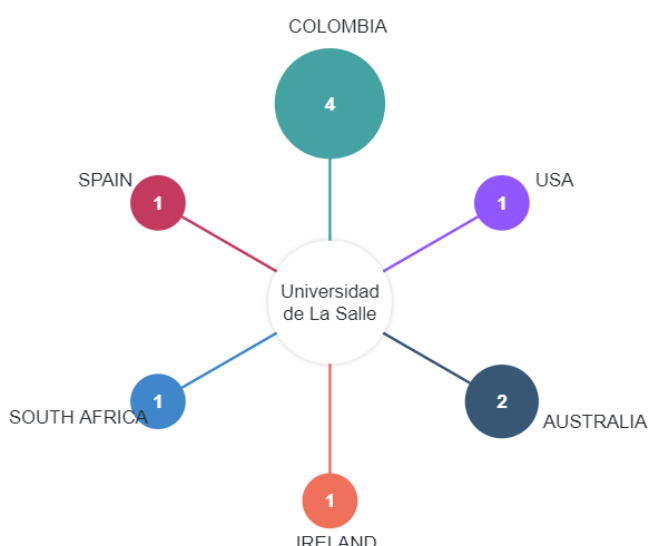 COLOMBIA
4
SPAIN
1
USA
1
Universidad
de La Salle
SOUTH AFRICA
1
2
AUSTRALIA
1
IRELAND